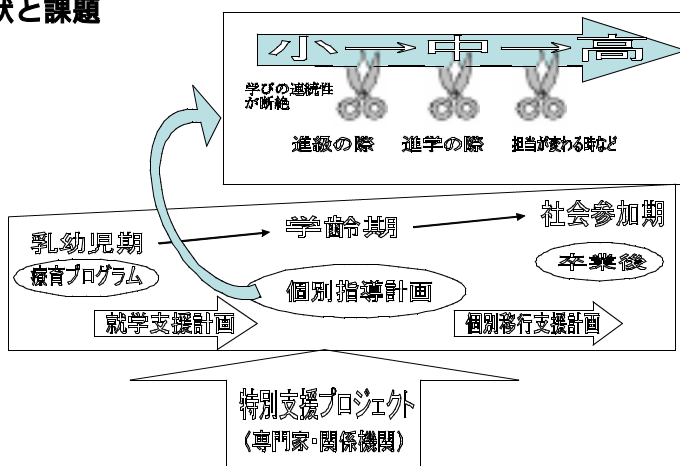 状と課題
小 中 高
学びの連続性
が断絶
進級の際 進学の際 担当が変わる時など
乳幼児期 学齢期 社会参加期
療育プログラム 個別指導計画 卒業後
就学支援計画 個別移行支援計画
特別支援プロジェクト
(専門家・関係機関)